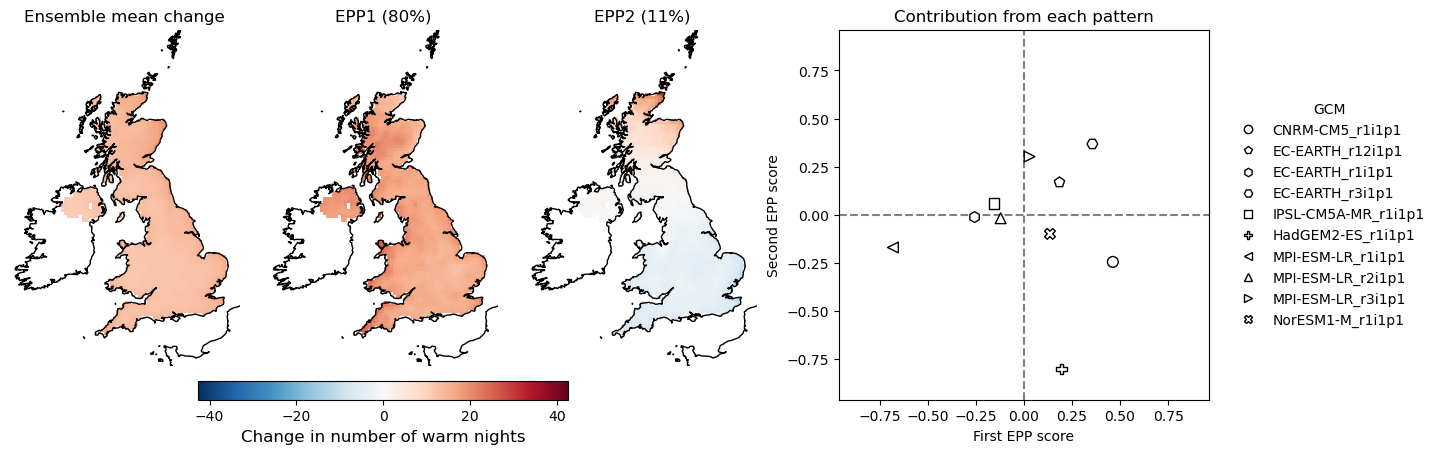 Ensemble mean change
EPP1 (80%)
EPP2 (11%)
Contribution from each pattern
−40
−20
0
20
40
Change in number of warm nights
Second EPP score
0.75
0.50
0.25
0.00
−0.25
−0.50
−0.75
−0.75
−0.50
−0.25
0.00
0.25
0.50
0.75
First EPP score
GCM
CNRM-CM5_r1i1p1
EC-EARTH_r12i1p1
EC-EARTH_r1i1p1
EC-EARTH_r3i1p1
IPSL-CM5A-MR_r1i1p1
HadGEM2-ES_r1i1p1
MPI-ESM-LR_r1i1p1
MPI-ESM-LR_r2i1p1
MPI-ESM-LR_r3i1p1
NorESM1-M_r1i1p1